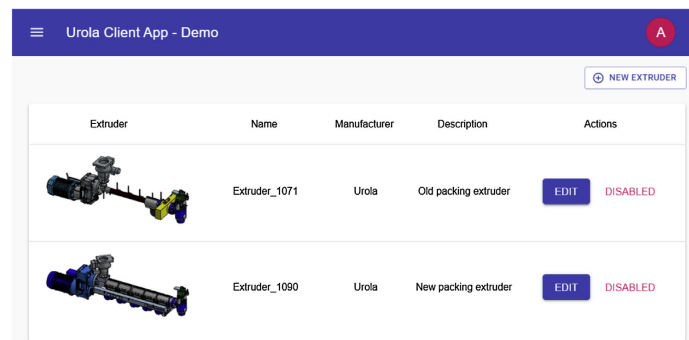 Urola Client App - Demo
A
NEW EXTRUDER
Extruder Name Manufacturer Description Actions
Extruder_1071 Urola Old packing extruder EDIT DISABLED
Extruder_1090 Urola New packing extruder EDIT DISABLED